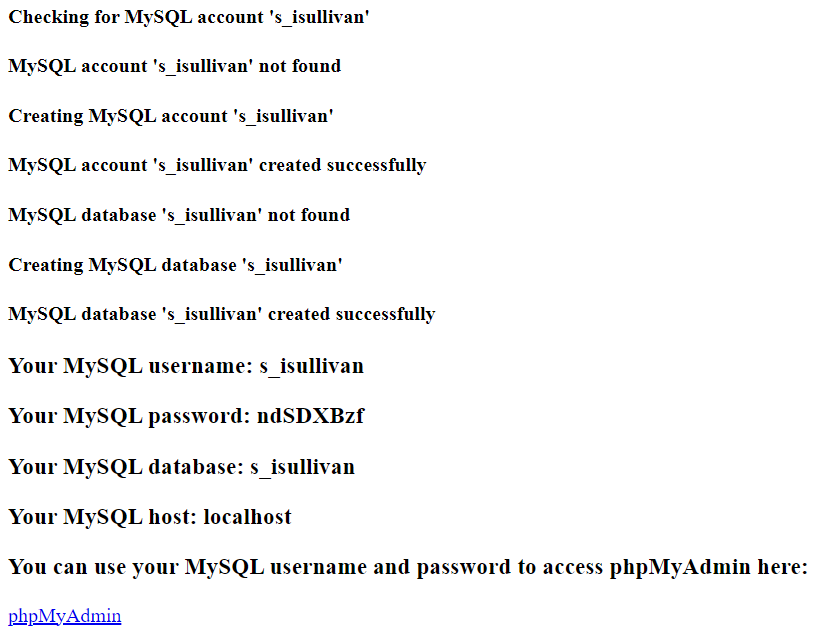 Checking for MySQL account 's_isullivan'
MySQL account 's_isullivan' not found
Creating MySQL account 's_isullivan'
MySQL account 's_isullivan' created successfully
MySQL database 's_isullivan' not found
Creating MySQL database 's_isullivan'
MySQL database 's_isullivan' created successfully
Your MySQL username: s_isullivan
Your MySQL password: ndSDXBzf
Your MySQL database: s_isullivan
Your MySQL host: localhost
You can use your MySQL username and password to access phpMyAdmin here:
phpMyAdmin